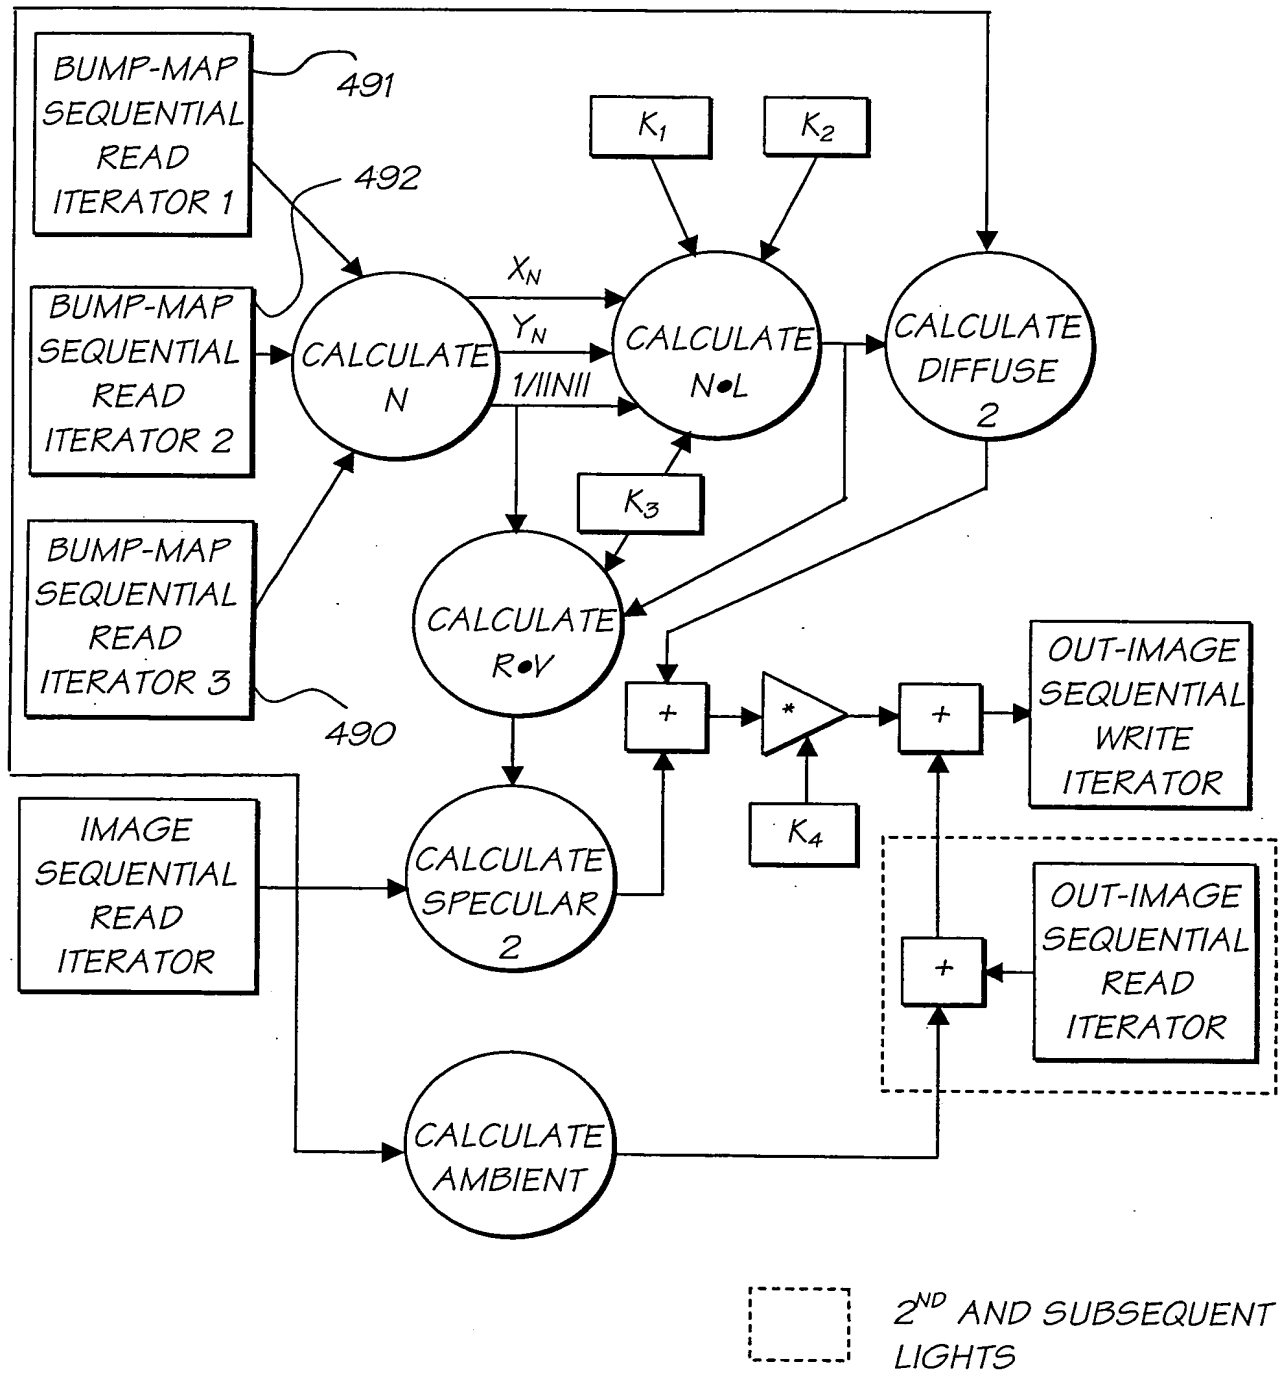 BUMP-MAP
SEQUENTIAL
READ
ITERATOR 1
491
K1
K2
492
BUMP-MAP
SEQUENTIAL
READ
ITERATOR 2
CALCULATE
N
XN
YN
1/||N||
CALCULATE
N•L
CALCULATE
DIFFUSE
2
K3
BUMP-MAP
SEQUENTIAL
READ
ITERATOR 3
490
CALCULATE
R•V
+
*
+
OUT-IMAGE
SEQUENTIAL
WRITE
ITERATOR
K4
IMAGE
SEQUENTIAL
READ
ITERATOR
CALCULATE
SPECULAR
2
+
OUT-IMAGE
SEQUENTIAL
READ
ITERATOR
CALCULATE
AMBIENT
2ND AND SUBSEQUENT
LIGHTS